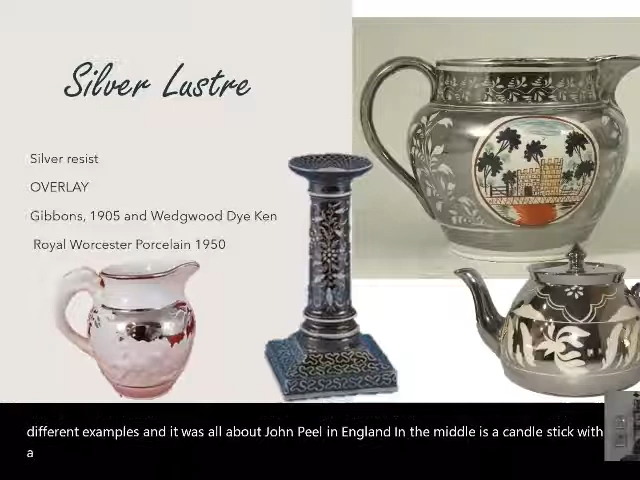 Silver Lustre
Silver resist
OVERLAY
Gibbons, 1905 and Wedgwood Dye Ken
Royal Worcester Porcelain 1950
different examples and it was all about John Peel in England In the middle is a candle stick with
a